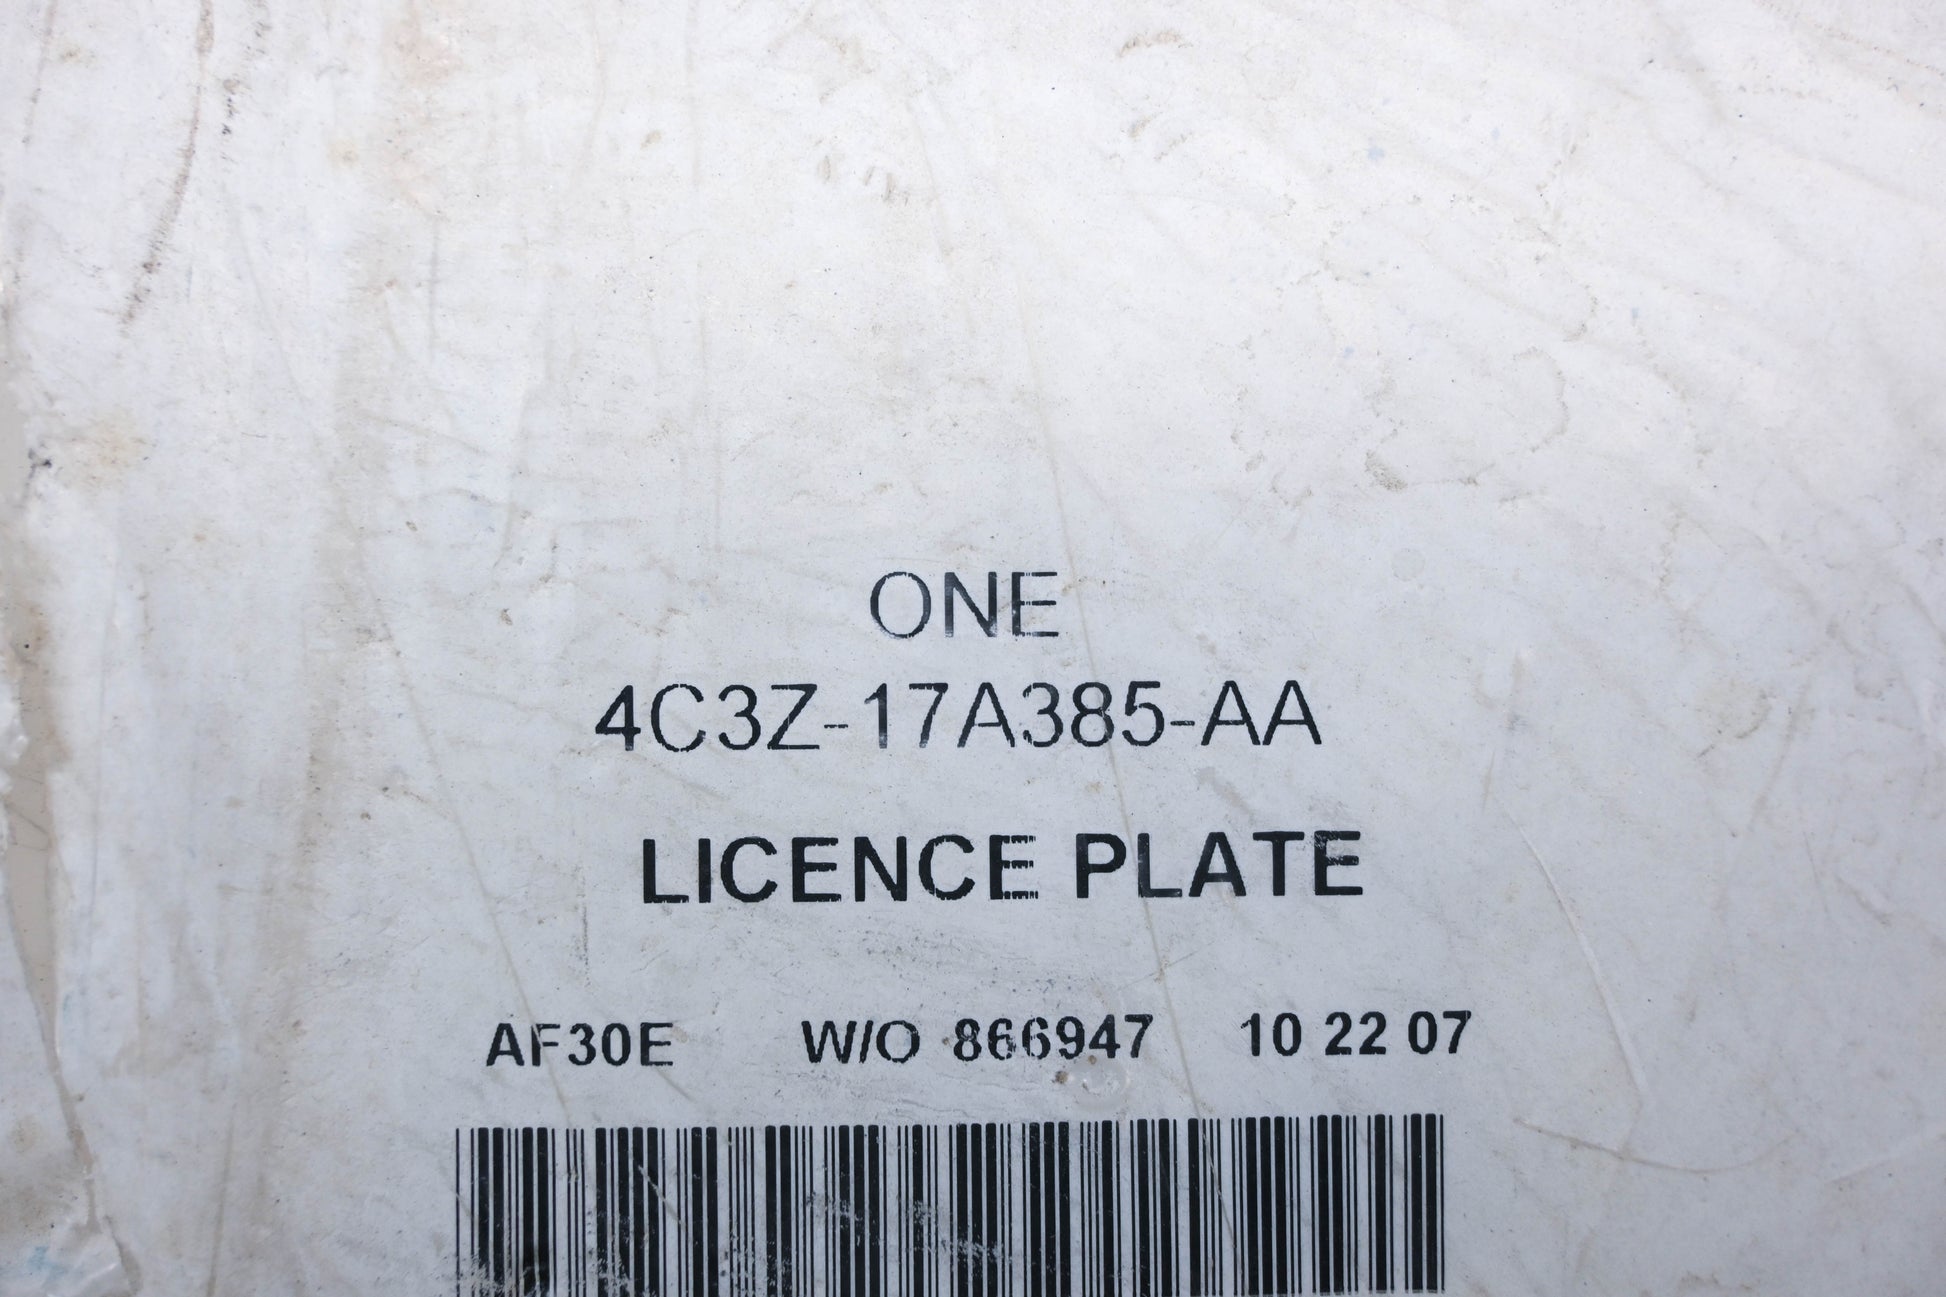 ONE
4C3Z-17A385-AA
LICENCE PLATE
AF30E W/O 866947 10 22 07